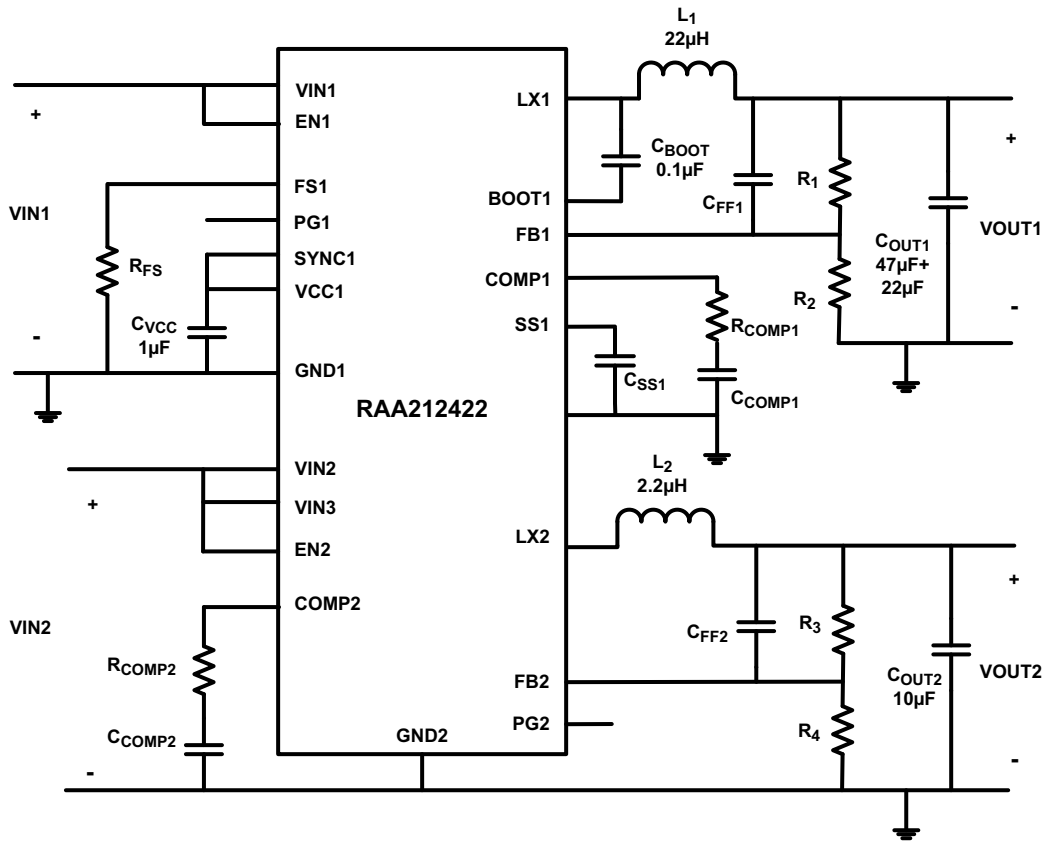 L1
22µH
VIN1
LX1
+
EN1
CBOOT
0.1µF
+
FS1
R1
BOOT1
CFF1
VIN1
PG1
VOUT1
FB1
COUT1
47µF+
22µF
RFS
SYNC1
COMP1
VCC1
R2
SS1
RCOMP1
-
CVCC
1µF
-
GND1
CSS1
CCOMP1
RAA212422
L2
2.2µH
VIN2
+
VIN3
LX2
EN2
+
COMP2
VIN2
CFF2
R3
RCOMP2
COUT2
10µF
VOUT2
FB2
PG2
R4
CCOMP2
GND2
-
-